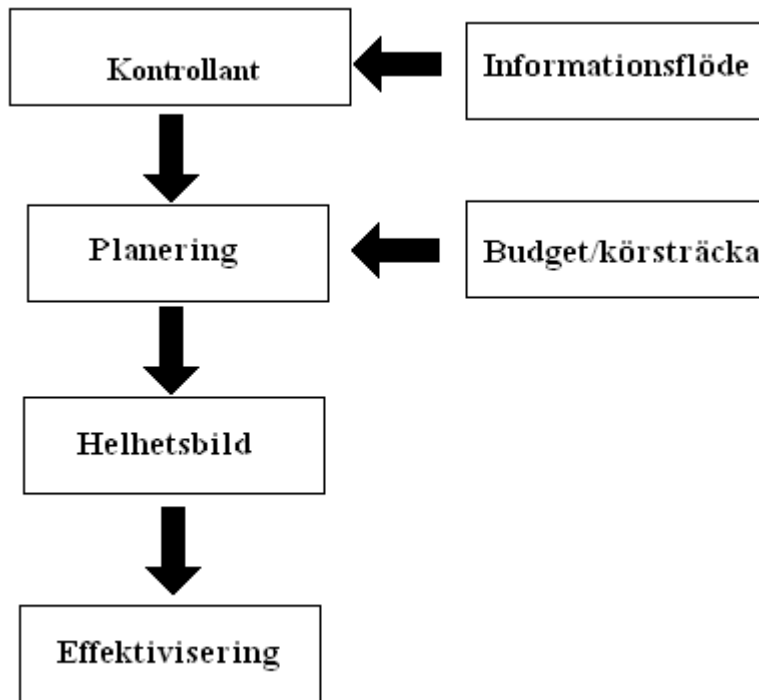 Kontrollant
Informationsflöde
Planering
Budget/körsträcka
Helhetsbild
Effektivisering